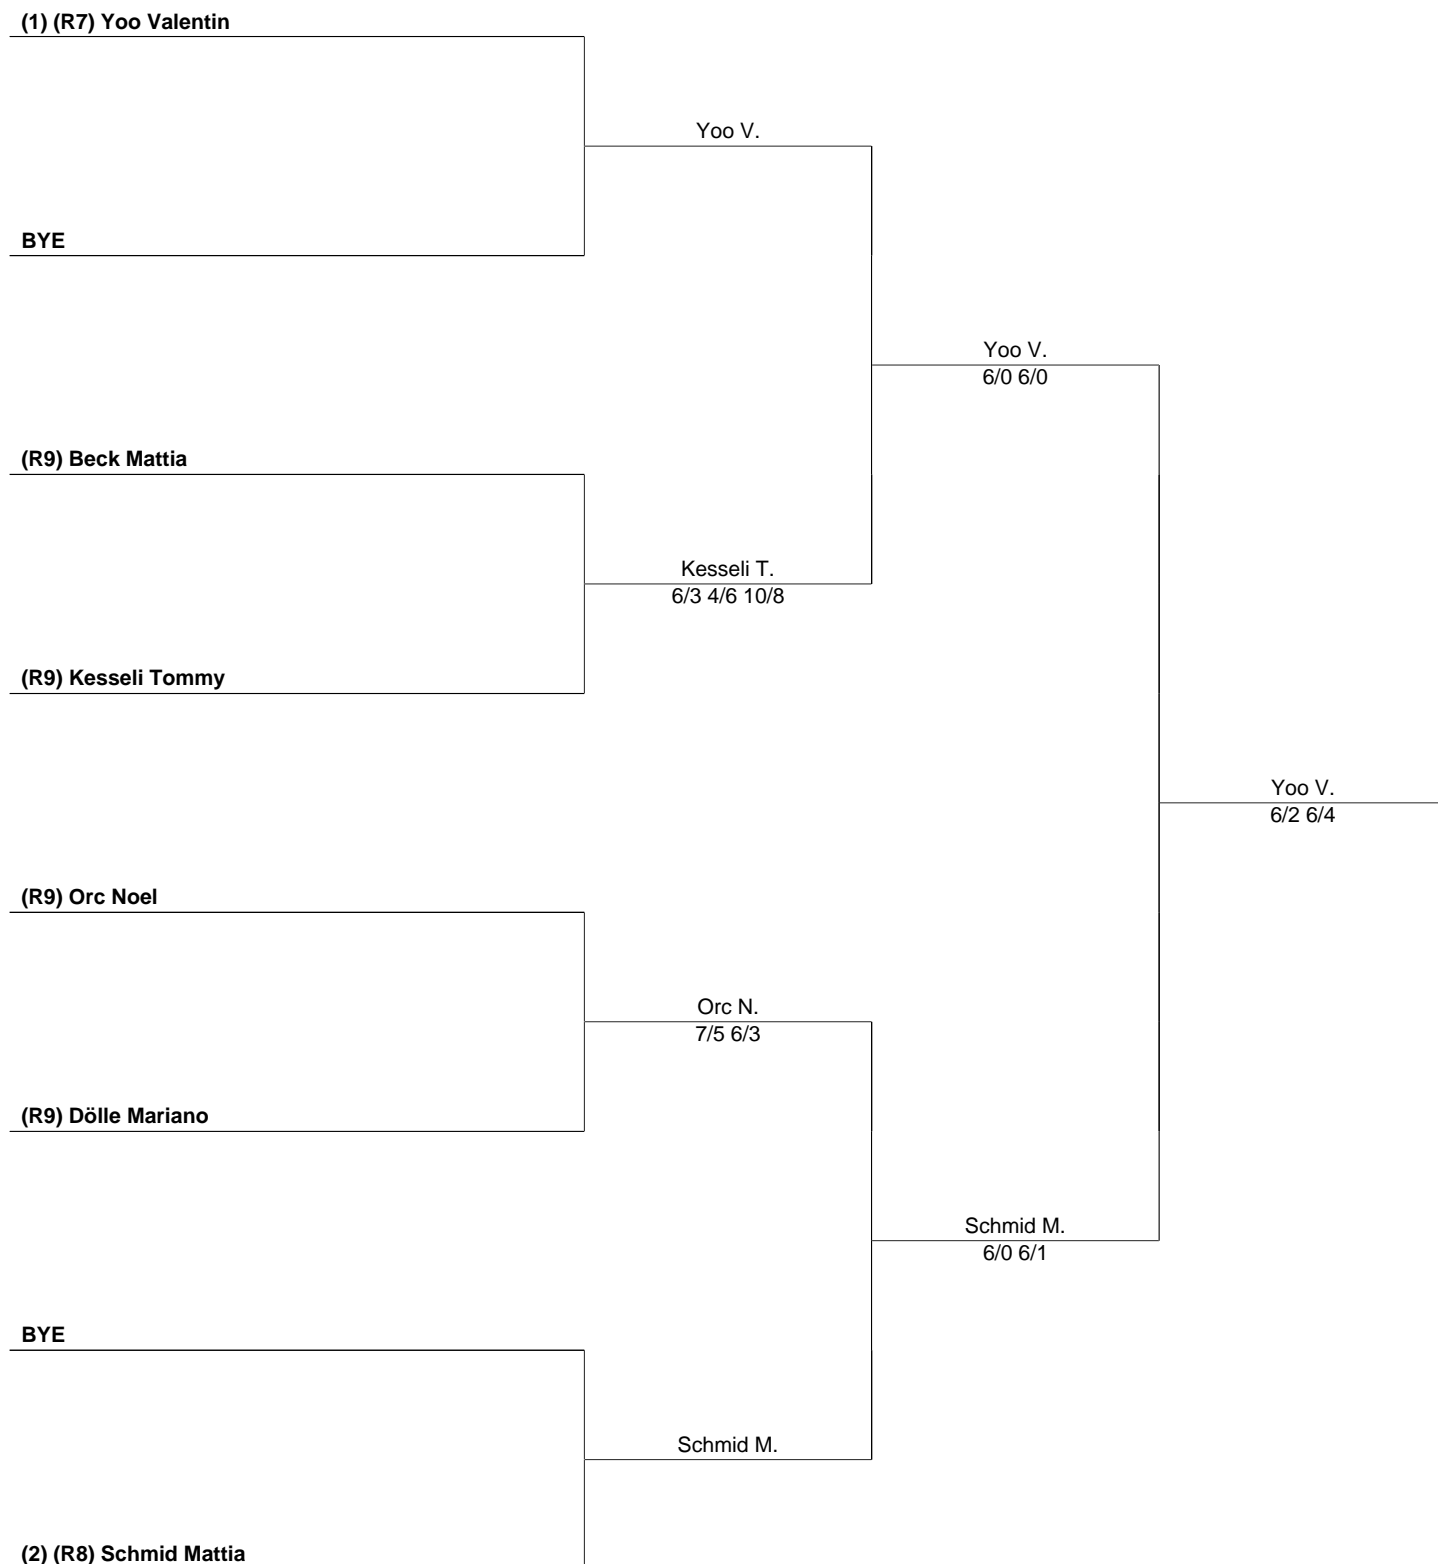 (1) (R7) Yoo Valentin
Yoo V.
BYE
Yoo V.
6/0 6/0
(R9) Beck Mattia
Kesseli T.
6/3 4/6 10/8
(R9) Kesseli Tommy
Yoo V.
6/2 6/4
(R9) Orc Noel
Orc N.
7/5 6/3
(R9) Dölle Mariano
Schmid M.
6/0 6/1
BYE
Schmid M.
(2) (R8) Schmid Mattia